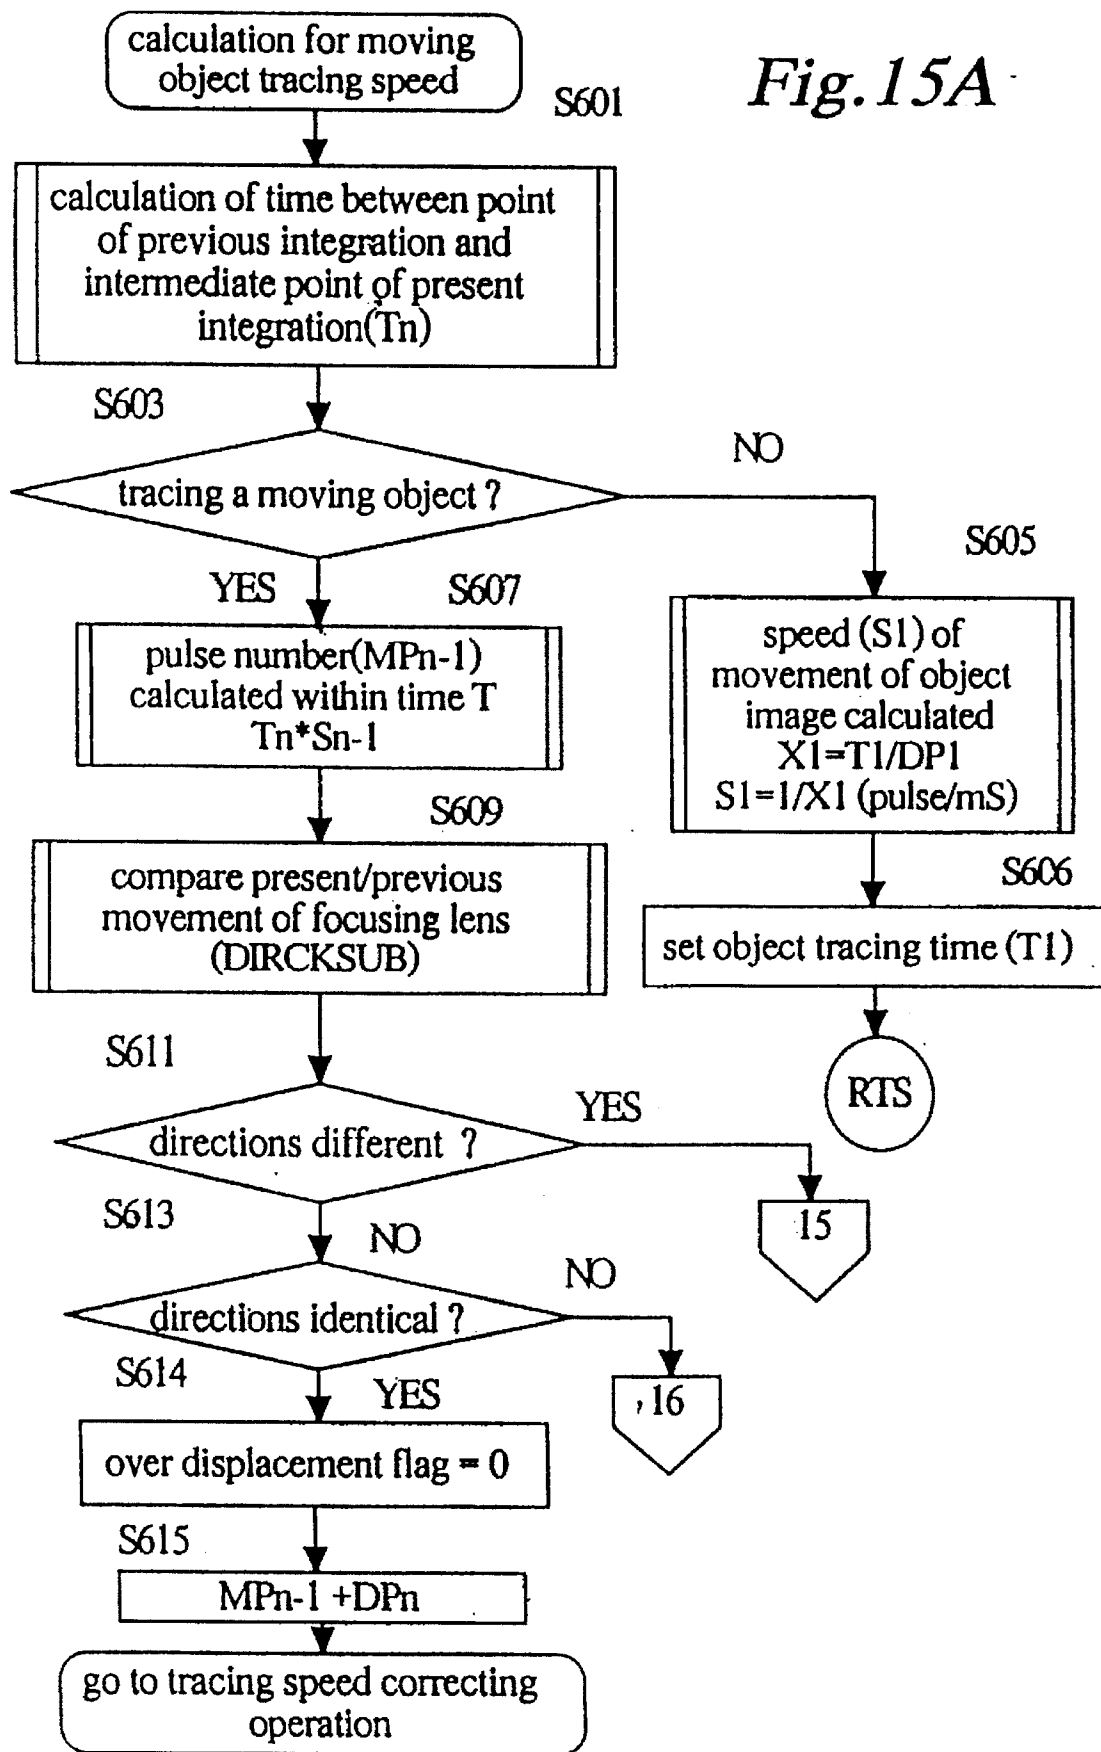 calculation for moving
object tracing speed
Fig. 15A
S601
calculation of time between point
of previous integration and
intermediate point of present
integration(Tn)
S603
tracing a moving object ?
NO
YES
S605
speed (S1) of
movement of object
image calculated
X1=T1/DP1
S1=1/X1 (pulse/mS)
S606
set object tracing time (T1)
RTS
S607
pulse number(MPn-1)
calculated within time T
Tn*Sn-1
S609
compare present/previous
movement of focusing lens
(DIRCKSUB)
S611
directions different ?
YES
15
NO
S613
directions identical ?
NO
16
YES
S614
over displacement flag = 0
S615
MPn-1 +DPn
go to tracing speed correcting
operation